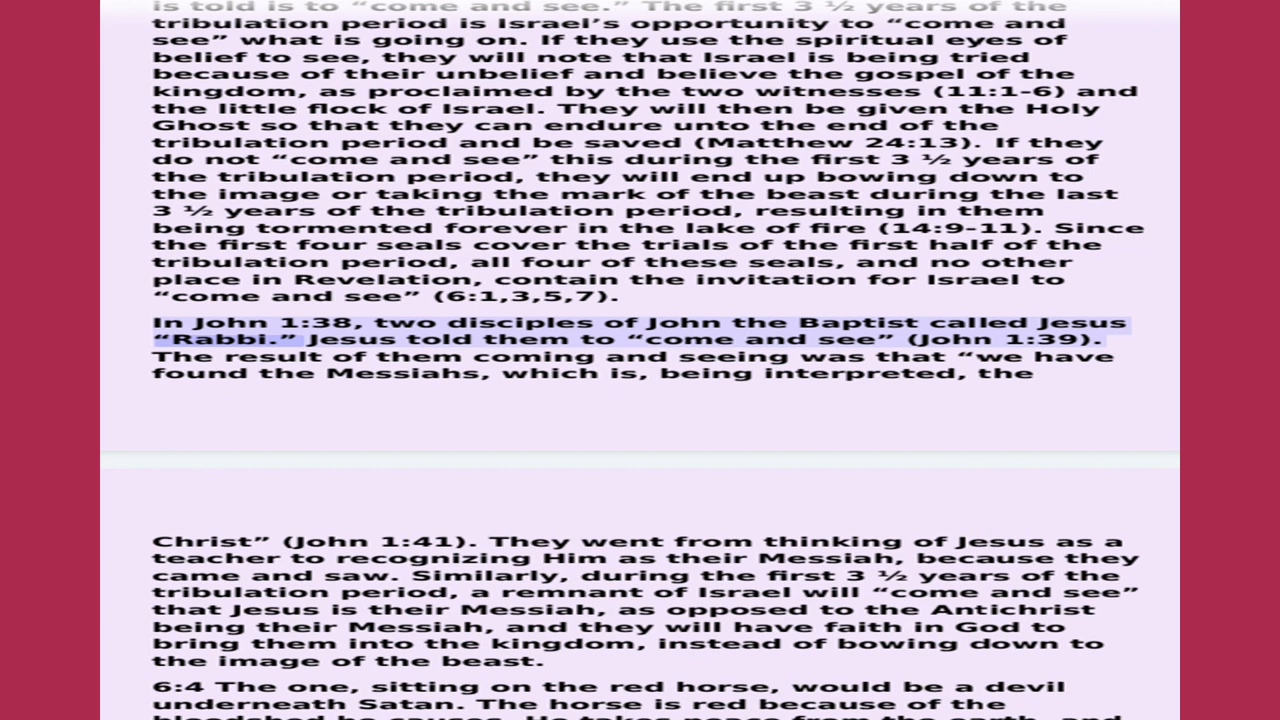 is told is to “come and see.” The first 3 ½ years of the
tribulation period is Israel’s opportunity to “come and
see” what is going on. If they use the spiritual eyes of
belief to see, they will note that Israel is being tried
because of their unbelief and believe the gospel of the
kingdom, as proclaimed by the two witnesses (11:1-6) and
the little flock of Israel. They will then be given the Holy
Ghost so that they can endure unto the end of the
tribulation period and be saved (Matthew 24:13). If they
do not “come and see” this during the first 3 ½ years of
the tribulation period, they will end up bowing down to
the image or taking the mark of the beast during the last
3 ½ years of the tribulation period, resulting in them
being tormented forever in the lake of fire (14:9-11). Since
the first four seals cover the trials of the first half of the
tribulation period, all four of these seals, and no other
place in Revelation, contain the invitation for Israel to
“come and see” (6:1,3,5,7).
In John 1:38, two disciples of John the Baptist called Jesus
“Rabbi.” Jesus told them to “come and see” (John 1:39).
The result of them coming and seeing was that “we have
found the Messiahs, which is, being interpreted, the
Christ” (John 1:41). They went from thinking of Jesus as a
teacher to recognizing Him as their Messiah, because they
came and saw. Similarly, during the first 3 ½ years of the
tribulation period, a remnant of Israel will “come and see”
that Jesus is their Messiah, as opposed to the Antichrist
being their Messiah, and they will have faith in God to
bring them into the kingdom, instead of bowing down to
the image of the beast.
6:4 The one, sitting on the red horse, would be a devil
underneath Satan. The horse is red because of the
bloodshed he causes. He takes peace from the earth, and